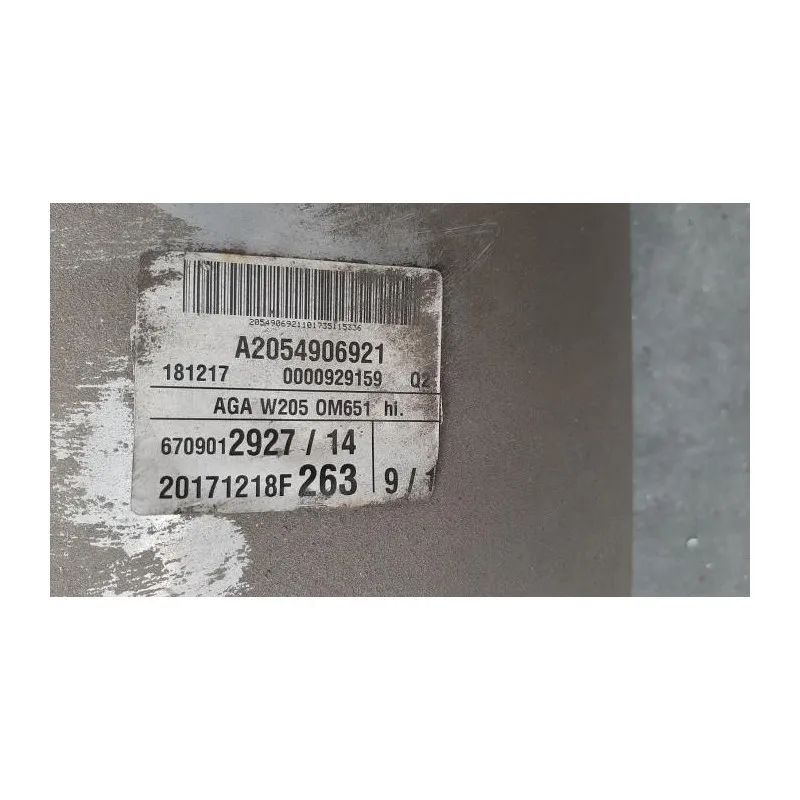 2054906921101735115336
A2054906921
181217 0000929159 Q2
AGA W205 OM651 hi.
6709012927 / 14
20171218F 263 9 / 1